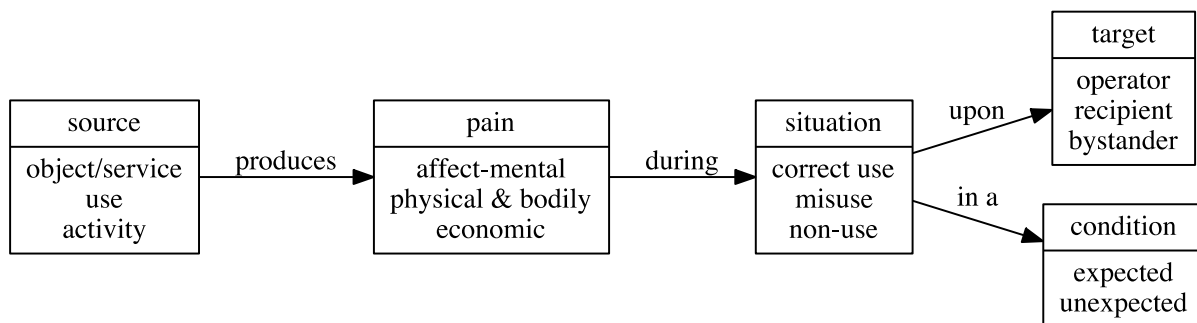 source
object/service
use
activity
produces
pain
affect-mental
physical & bodily
economic
during
situation
correct use
misuse
non-use
upon
target
operator
recipient
bystander
in a
condition
expected
unexpected